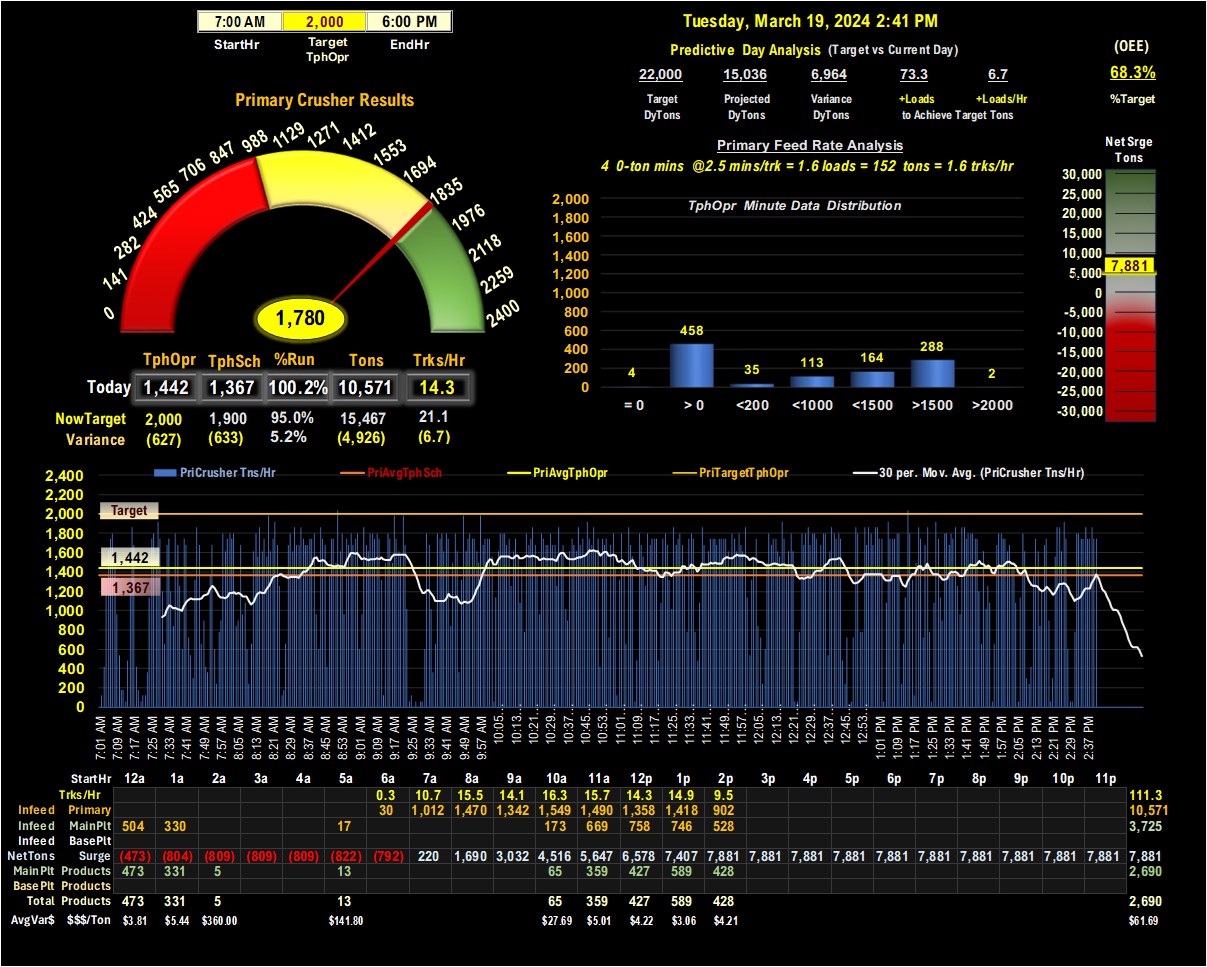 7:00 AM 2,000 6:00 PM
StartHr Target TphOpr EndHr
Tuesday, March 19, 2024 2:41 PM
Predictive Day Analysis (Target vs Current Day)
22,000 15,036 6,964 73.3 6.7
Target DyTons Projected DyTons Variance DyTons +Loads +Loads/Hr
to Achieve Target Tons
(OEE)
68.3%
%Target
Primary Crusher Results
0 141 282 424 565 706 847 988 1129 1271 1412 1553 1694 1835 1976 2118 2259 2400
1,780
TphOpr TphSch %Run Tons Trks/Hr
Today 1,442 1,367 100.2% 10,571 14.3
NowTarget 2,000 1,900 95.0% 15,467 21.1
Variance (627) (633) 5.2% (4,926) (6.7)
Primary Feed Rate Analysis
4 0-ton mins @2.5 mins/trk = 1.6 loads = 152 tons = 1.6 trks/hr
TphOpr Minute Data Distribution
2,000
1,800
1,600
1,400
1,200
1,000
800
600
400
200
0
4 458 35 113 164 288 2
= 0 > 0 <200 <1000 <1500 >1500 >2000
Net Srge
Tons
30,000
25,000
20,000
15,000
10,000
7,881
5,000
0
-5,000
-10,000
-15,000
-20,000
-25,000
-30,000
PriCrusher Tns/Hr PriAvgTphSch PriAvgTphOpr PriTargetTphOpr 30 per. Mov. Avg. (PriCrusher Tns/Hr)
2,400
2,200
2,000
1,800
1,600
1,400
1,200
1,000
800
600
400
200
0
Target
1,442
1,367
7:01 AM 7:09 AM 7:17 AM 7:25 AM 7:33 AM 7:41 AM 7:49 AM 7:57 AM 8:05 AM 8:13 AM 8:21 AM 8:29 AM 8:37 AM 8:45 AM 8:53 AM 9:01 AM 9:09 AM 9:17 AM 9:25 AM 9:33 AM 9:41 AM 9:49 AM 9:57 AM 10:05… 10:13… 10:21… 10:29… 10:37… 10:45… 10:53… 11:01… 11:09… 11:17… 11:25… 11:33… 11:41… 11:49… 11:57… 12:05… 12:13… 12:21… 12:29… 12:37… 12:45… 12:53… 1:01 PM 1:09 PM 1:17 PM 1:25 PM 1:33 PM 1:41 PM 1:49 PM 1:57 PM 2:05 PM 2:13 PM 2:21 PM 2:29 PM 2:37 PM
StartHr 12a 1a 2a 3a 4a 5a 6a 7a 8a 9a 10a 11a 12p 1p 2p 3p 4p 5p 6p 7p 8p 9p 10p 11p
Trks/Hr 0.3 10.7 15.5 14.1 16.3 15.7 14.3 14.9 9.5 111.3
Infeed Primary 30 1,012 1,470 1,342 1,549 1,490 1,358 1,418 902 10,571
Infeed MainPlt 504 330 17 173 669 758 746 528 3,725
Infeed BasePlt
NetTons Surge (473) (804) (809) (809) (809) (822) (792) 220 1,690 3,032 4,516 5,647 6,578 7,407 7,881 7,881 7,881 7,881 7,881 7,881 7,881 7,881 7,881 7,881 7,881
MainPlt Products 473 331 5 13 65 359 427 589 428 2,690
BasePlt Products
Total Products 473 331 5 13 65 359 427 589 428 2,690
AvgVar$ $$$/Ton $3.81 $5.44 $360.00 $141.80 $27.69 $5.01 $4.22 $3.06 $4.21 $61.69